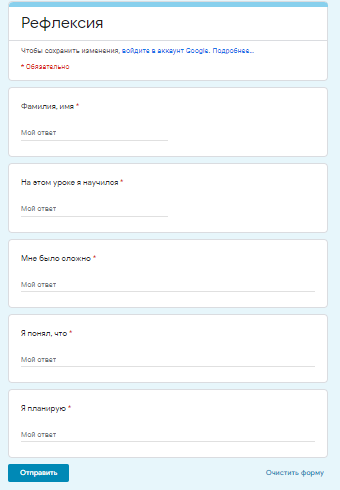 Рефлексия
Чтобы сохранить изменения, войдите в аккаунт Google. Подробнее…
* Обязательно
Фамилия, имя *
Мой ответ
На этом уроке я научился *
Мой ответ
Мне было сложно *
Мой ответ
Я понял, что *
Мой ответ
Я планирую *
Мой ответ
Отправить
Очистить форму